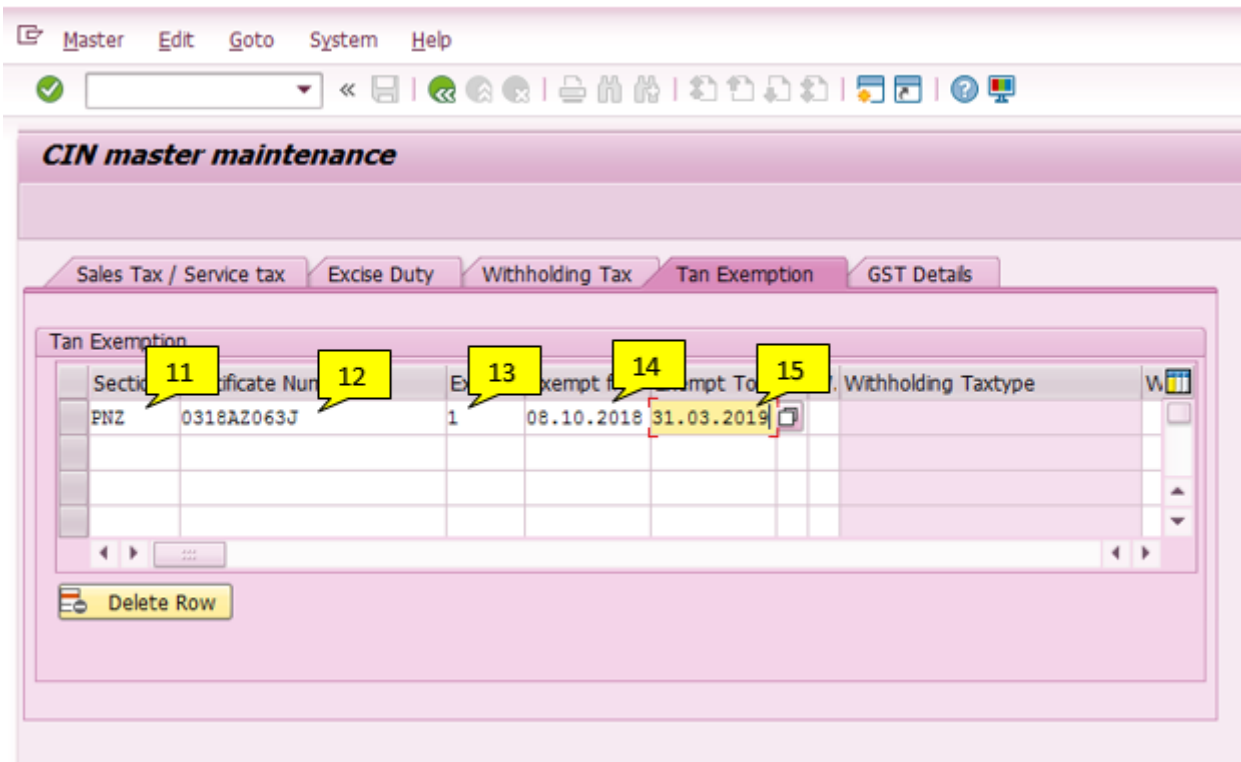 Master Edit Goto System Help
CIN master maintenance
Sales Tax / Service tax Excise Duty Withholding Tax Tan Exemption GST Details
Tan Exemption
11 12 13 14 15
Withholding Taxtype
PNZ 0318AZ063J 1 08.10.2018 31.03.2019
Delete Row